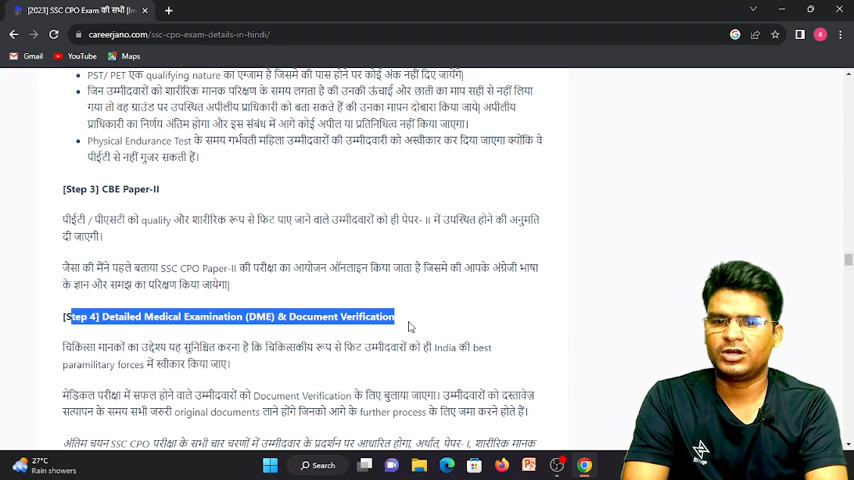 [2023] SSC CPO Exam की सभी [In
careerjano.com/ssc-cpo-exam-details-in-hindi/
Gmail
YouTube
Maps
PST/ PET एक qualifying nature का एग्जाम है जिसमे की पास होने पर कोई अंक नहीं दिए जायेंगे|
जिन उम्मीदवारों को शारीरिक मानक परिक्षण के समय लगता है की उनकी ऊंचाई और छाती का माप सही से नहीं लिया
गया तो वह ग्राउंड पर उपस्थित अपीलीय प्राधिकारी को बता सकते हैं की उनका मापन दोबारा किया जाये| अपीलीय
प्राधिकारी का निर्णय अंतिम होगा और इस संबंध में आगे कोई अपील या प्रतिनिधित्व नहीं किया जाएगा।
Physical Endurance Test के समय गर्भवती महिला उम्मीदवारों की उम्मीदवारी को अस्वीकार कर दिया जाएगा क्योंकि वे
पीईटी से नहीं गुजर सकती हैं।
[Step 3] CBE Paper-II
पीईटी / पीएसटी को qualify और शारीरिक रूप से फिट पाए जाने वाले उम्मीदवारों को ही पेपर- II में उपस्थित होने की अनुमति
दी जाएगी।
जैसा की मैंने पहले बताया SSC CPO Paper-II की परीक्षा का आयोजन ऑनलाइन किया जाता है जिसमे की आपके अंग्रेजी भाषा
के ज्ञान और समझ का परिक्षण किया जायेगा|
[Step 4] Detailed Medical Examination (DME) & Document Verification
चिकित्सा मानकों का उद्देश्य यह सुनिश्चित करना है कि चिकित्सकीय रूप से फिट उम्मीदवारों को ही India की best
paramilitary forces में स्वीकार किया जाए।
मेडिकल परीक्षा में सफल होने वाले उम्मीदवारों को Document Verification के लिए बुलाया जाएगा। उम्मीदवारों को दस्तावेज़
सत्यापन के समय सभी जरुरी original documents लाने होंगे जिनको आगे के further process के लिए जमा करने होते हैं।
अंतिम चयन SSC CPO परीक्षा के सभी चार चरणों में उम्मीदवार के प्रदर्शन पर आधारित होगा, अर्थात, पेपर- I, शारीरिक मानक
27°C
Rain showers
Search